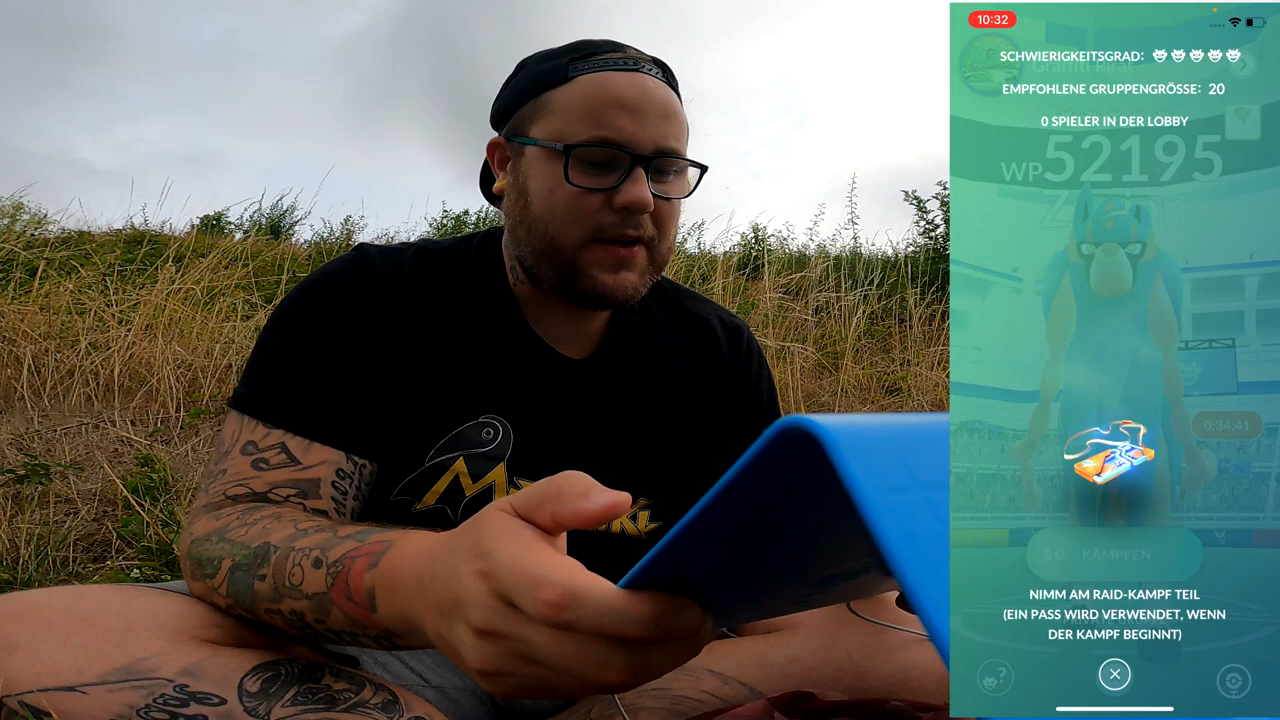 10:32
SCHWIERIGKEITSGRAD:
EMPFOHLENE GRUPPENGRÖSSE: 20
0 SPIELER IN DER LOBBY
WP52195
0:34:41
KÄMPFEN
NIMM AM RAID-KAMPF TEIL
(EIN PASS WIRD VERWENDET, WENN
DER KAMPF BEGINNT)